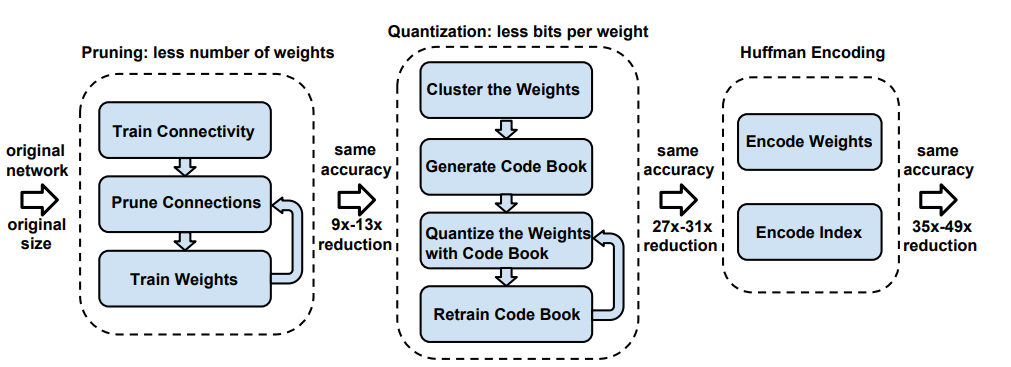 Pruning: less number of weights
original
network
original
size
Train Connectivity
Prune Connections
Train Weights
same
accuracy
9x-13x
reduction
Quantization: less bits per weight
Cluster the Weights
Generate Code Book
Quantize the Weights
with Code Book
Retrain Code Book
same
accuracy
27x-31x
reduction
Huffman Encoding
Encode Weights
Encode Index
same
accuracy
35x-49x
reduction